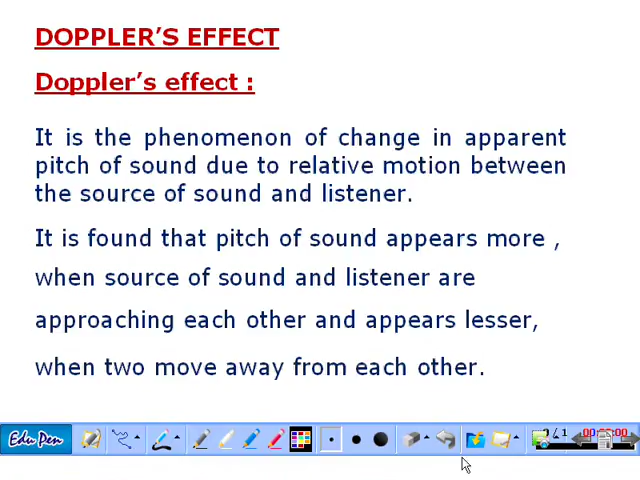 DOPPLER'S EFFECT
Doppler's effect :
It is the phenomenon of change in apparent
pitch of sound due to relative motion between
the source of sound and listener.
It is found that pitch of sound appears more ,
when source of sound and listener are
approaching each other and appears lesser,
when two move away from each other.
Edu Pen